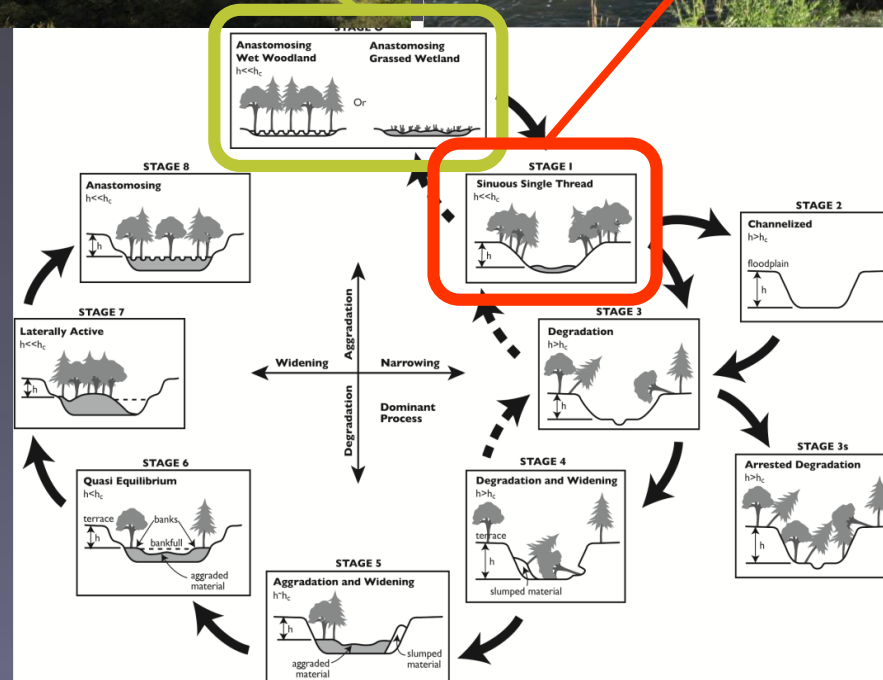 STAGE 0
Anastomosing
Wet Woodland
h<<hc
Or
Anastomosing
Grassed Wetland
STAGE 1
Sinuous Single Thread
h<<hc
h
STAGE 2
Channelized
h>hc
floodplain
h
STAGE 8
Anastomosing
h<<hc
h
STAGE 7
Laterally Active
h<<hc
h
Aggradation
Widening
Narrowing
Degradation
Dominant
Process
STAGE 3
Degradation
h>hc
h
STAGE 3s
Arrested Degradation
h>hc
h
STAGE 4
Degradation and Widening
h>hc
terrace
h
slumped material
STAGE 6
Quasi Equilibrium
h<hc
terrace
banks
h
bankfull
aggraded
material
STAGE 5
Aggradation and Widening
h~hc
h
aggraded
material
slumped
material